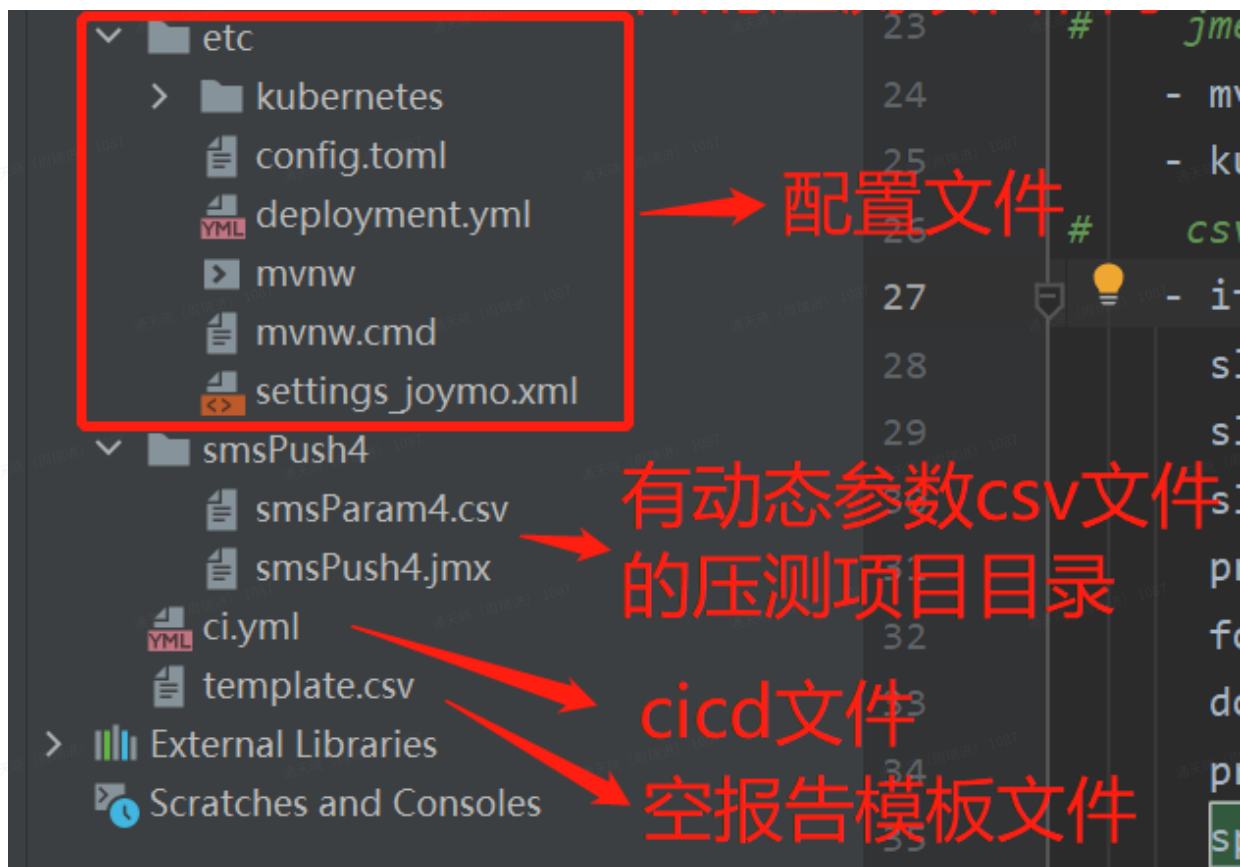 etc
kubernetes
config.toml
deployment.yml
mvnw
mvnw.cmd
settings_joymo.xml
配置文件
smsPush4
smsParam4.csv
smsPush4.jmx
有动态参数csv文件
的压测项目目录
ci.yml
cicd文件
template.csv
空报告模板文件
External Libraries
Scratches and Consoles
23 #
24 -
25 -
26 #
27 -
28
29
30
31
32
33
34
35